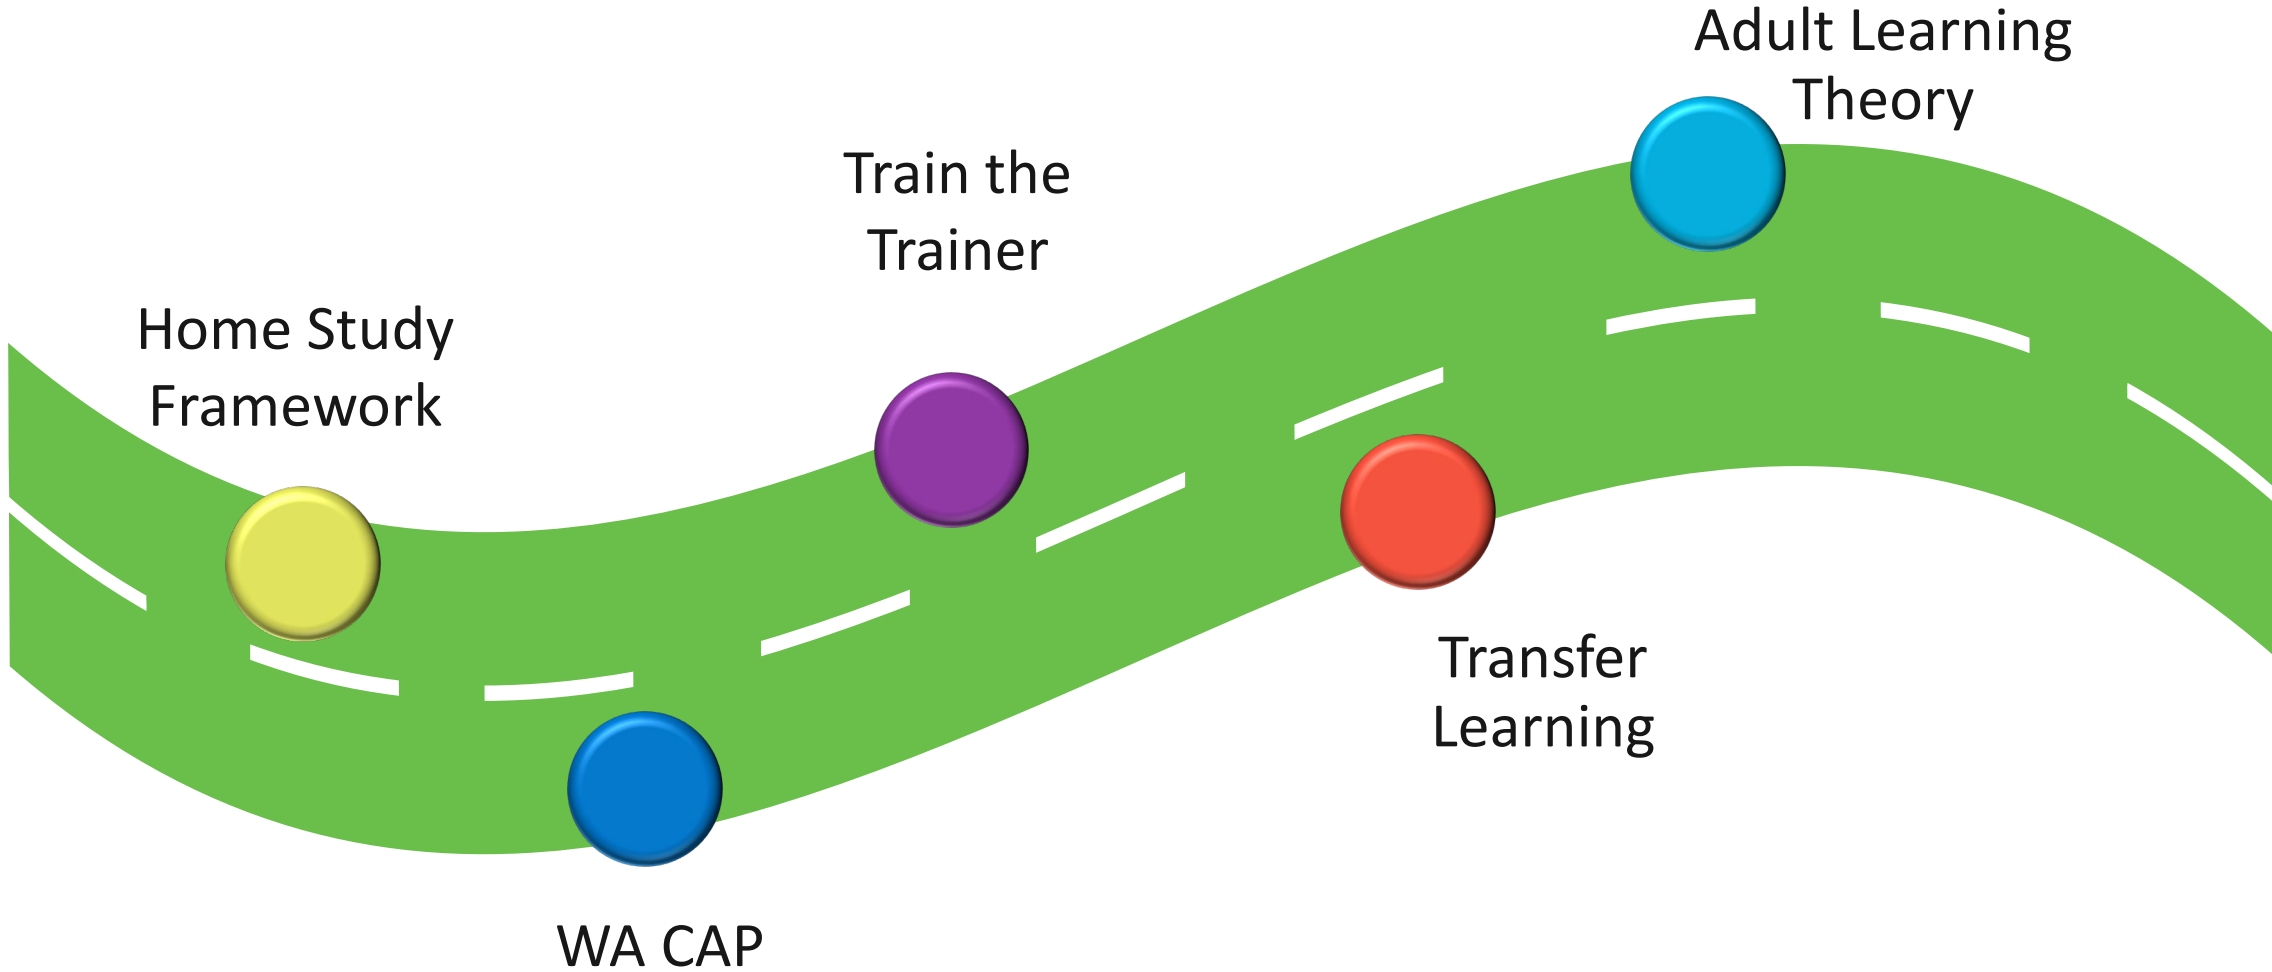 Home Study
Framework
WA CAP
Train the
Trainer
Transfer
Learning
Adult Learning
Theory